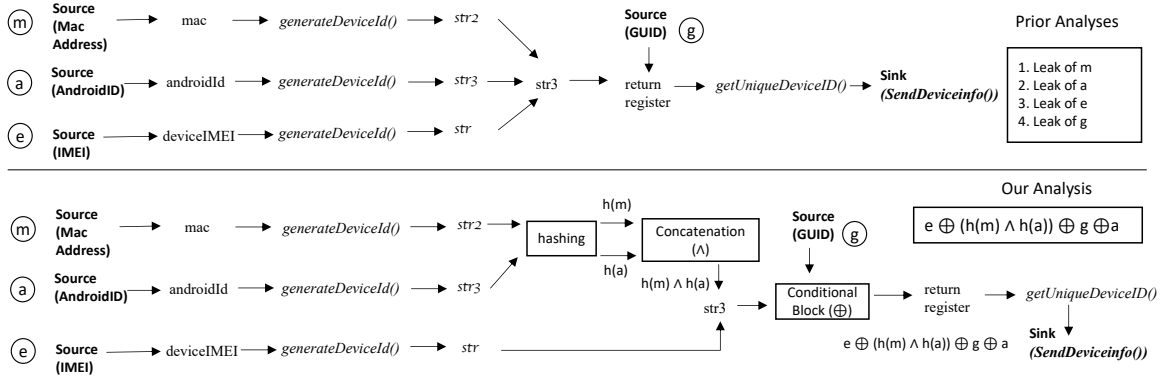 Prior Analyses
m
Source
(Mac
Address)
mac
generateDeviceId()
str2
Source
(GUID)
g
1. Leak of m
2. Leak of a
3. Leak of e
4. Leak of g
a
Source
(AndroidID)
androidId
generateDeviceId()
str3
str3
return
register
getUniqueDeviceID()
Sink
(SendDeviceinfo())
e
Source
(IMEI)
deviceIMEI
generateDeviceId()
str
Our Analysis
e ⊕ (h(m) ∧ h(a)) ⊕ g ⊕a
m
Source
(Mac
Address)
mac
generateDeviceId()
str2
hashing
h(m)
h(a)
Concatenation
(∧)
h(m) ∧ h(a)
Source
(GUID)
g
a
Source
(AndroidID)
androidId
generateDeviceId()
str3
str3
Conditional
Block (⊕)
return
register
getUniqueDeviceID()
e ⊕ (h(m) ∧ h(a)) ⊕ g ⊕ a
Sink
(SendDeviceinfo())
e
Source
(IMEI)
deviceIMEI
generateDeviceId()
str